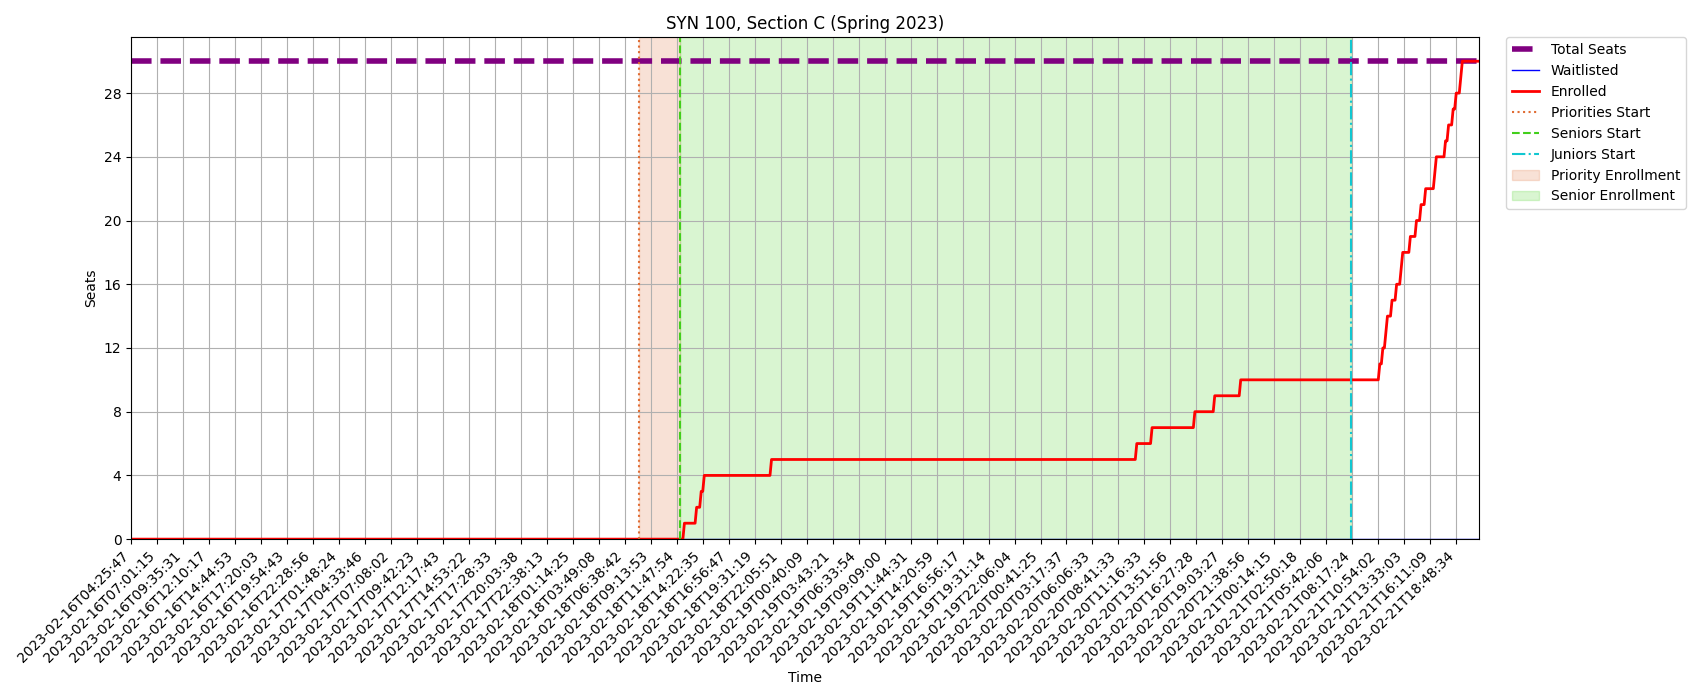 SYN 100, Section C (Spring 2023)
Total Seats
Waitlisted
Enrolled
Priorities Start
Seniors Start
Juniors Start
Priority Enrollment
Senior Enrollment
28
24
20
16
12
8
4
0
Seats
2023-02-16T04:25:47
2023-02-16T07:01:15
2023-02-16T09:35:31
2023-02-16T12:10:17
2023-02-16T14:44:53
2023-02-16T17:20:03
2023-02-16T19:54:43
2023-02-16T22:28:56
2023-02-17T01:48:24
2023-02-17T04:33:46
2023-02-17T07:08:02
2023-02-17T09:42:23
2023-02-17T12:17:43
2023-02-17T14:53:22
2023-02-17T17:28:33
2023-02-17T20:03:38
2023-02-17T22:38:13
2023-02-18T01:14:25
2023-02-18T03:49:08
2023-02-18T06:38:42
2023-02-18T09:13:53
2023-02-18T11:47:54
2023-02-18T14:22:35
2023-02-18T16:56:47
2023-02-18T19:31:19
2023-02-18T22:05:51
2023-02-19T00:40:09
2023-02-19T03:43:21
2023-02-19T06:33:54
2023-02-19T09:09:00
2023-02-19T11:44:31
2023-02-19T14:20:59
2023-02-19T16:56:17
2023-02-19T19:31:14
2023-02-19T22:06:04
2023-02-20T00:41:25
2023-02-20T03:17:37
2023-02-20T06:06:33
2023-02-20T08:41:33
2023-02-20T11:16:33
2023-02-20T13:51:56
2023-02-20T16:27:28
2023-02-20T19:03:27
2023-02-20T21:38:56
2023-02-21T00:14:15
2023-02-21T02:50:18
2023-02-21T05:42:06
2023-02-21T08:17:24
2023-02-21T10:54:02
2023-02-21T13:33:03
2023-02-21T16:11:09
2023-02-21T18:48:34
Time